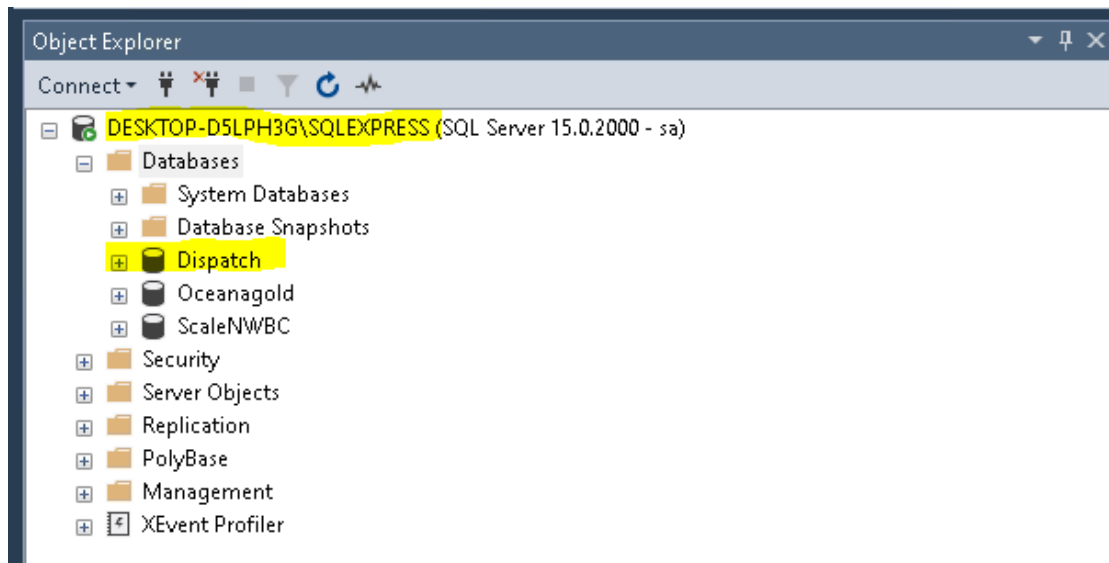 Object Explorer
Connect
DESKTOP-D5LPH3G\SQLEXPRESS (SQL Server 15.0.2000 - sa)
Databases
System Databases
Database Snapshots
Dispatch
Oceanagold
ScaleNWBC
Security
Server Objects
Replication
PolyBase
Management
XEvent Profiler